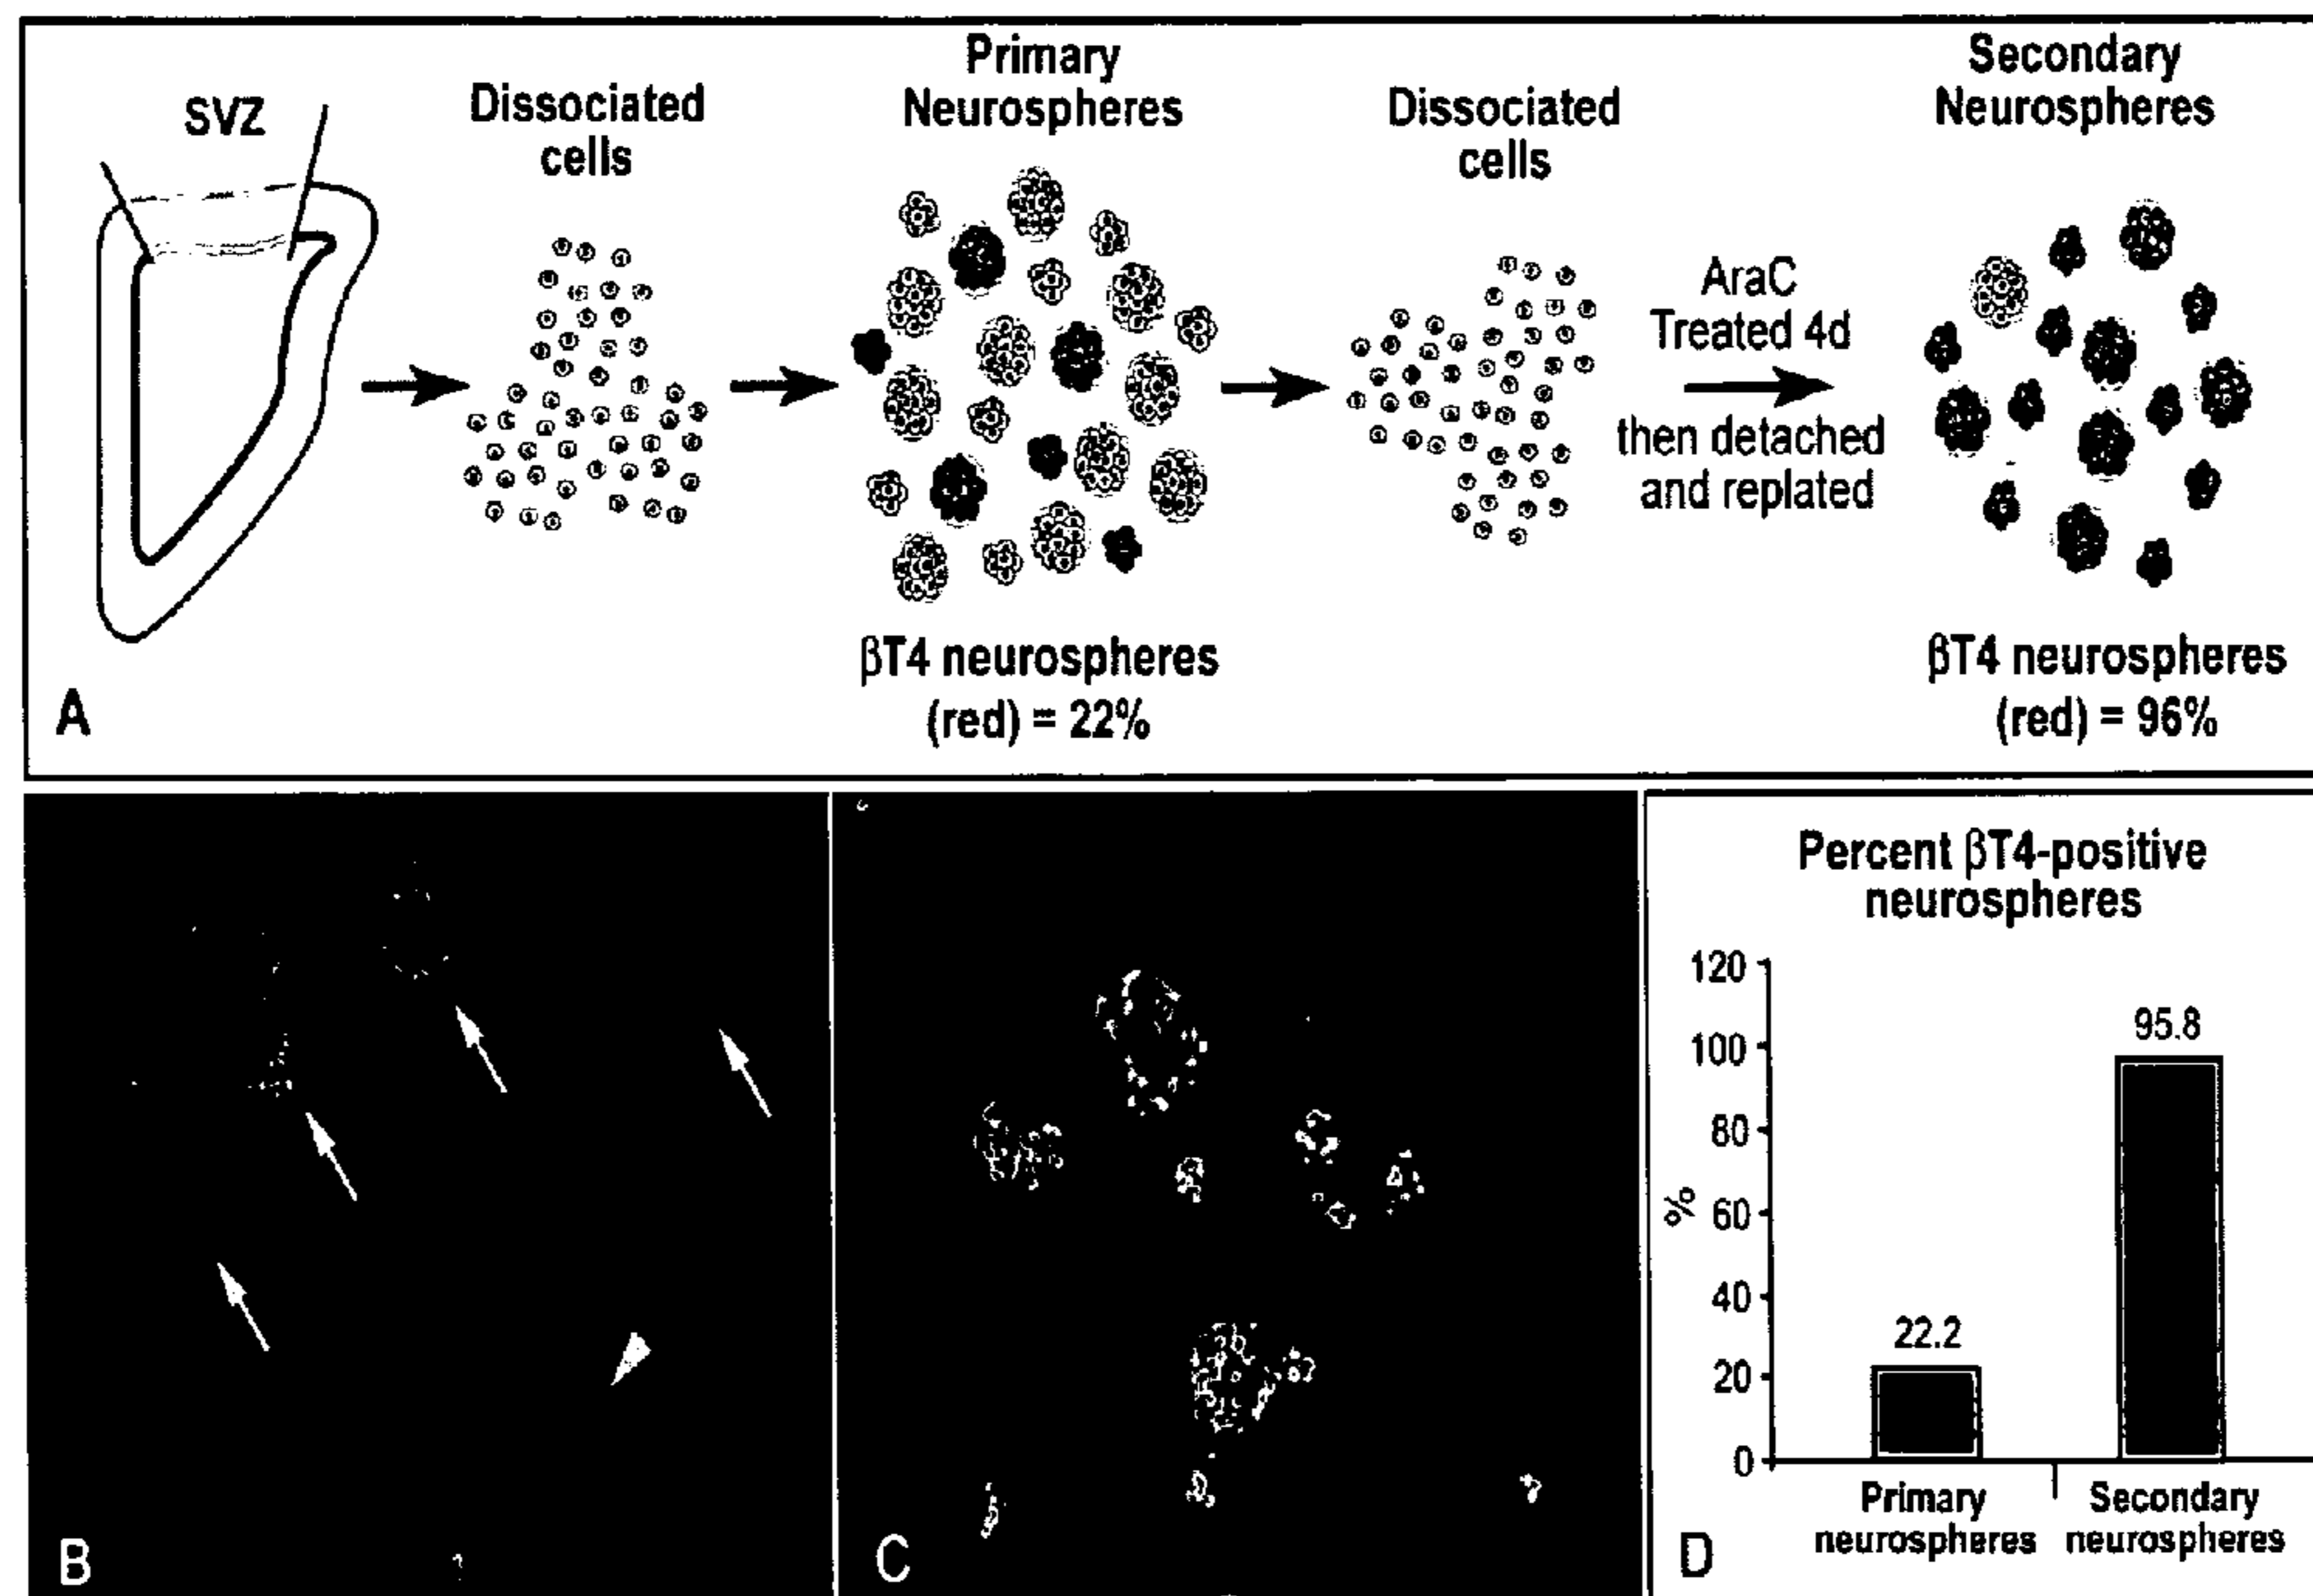 SVZ
Dissociated
cells
Primary
Neurospheres
Dissociated
cells
Secondary
Neurospheres
AraC
Treated 4d
then detached
and replated
βT4 neurospheres
(red) = 22%
βT4 neurospheres
(red) = 96%
A
B
C
Percent βT4-positive
neurospheres
120
100
80
60
40
20
0
%
22.2
95.8
Primary
neurospheres
Secondary
neurospheres
D